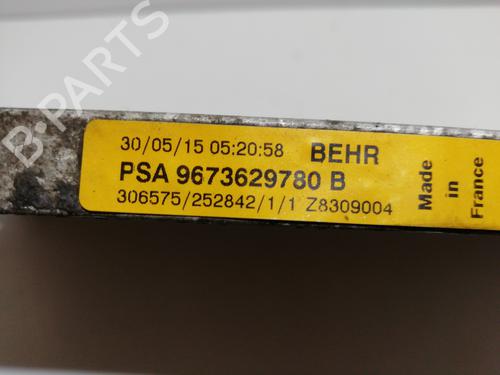 B-PARTS
30/05/15 05:20:58 BEHR
PSA 9673629780 B
306575/252842/1/1 Z8309004
Made
in
France